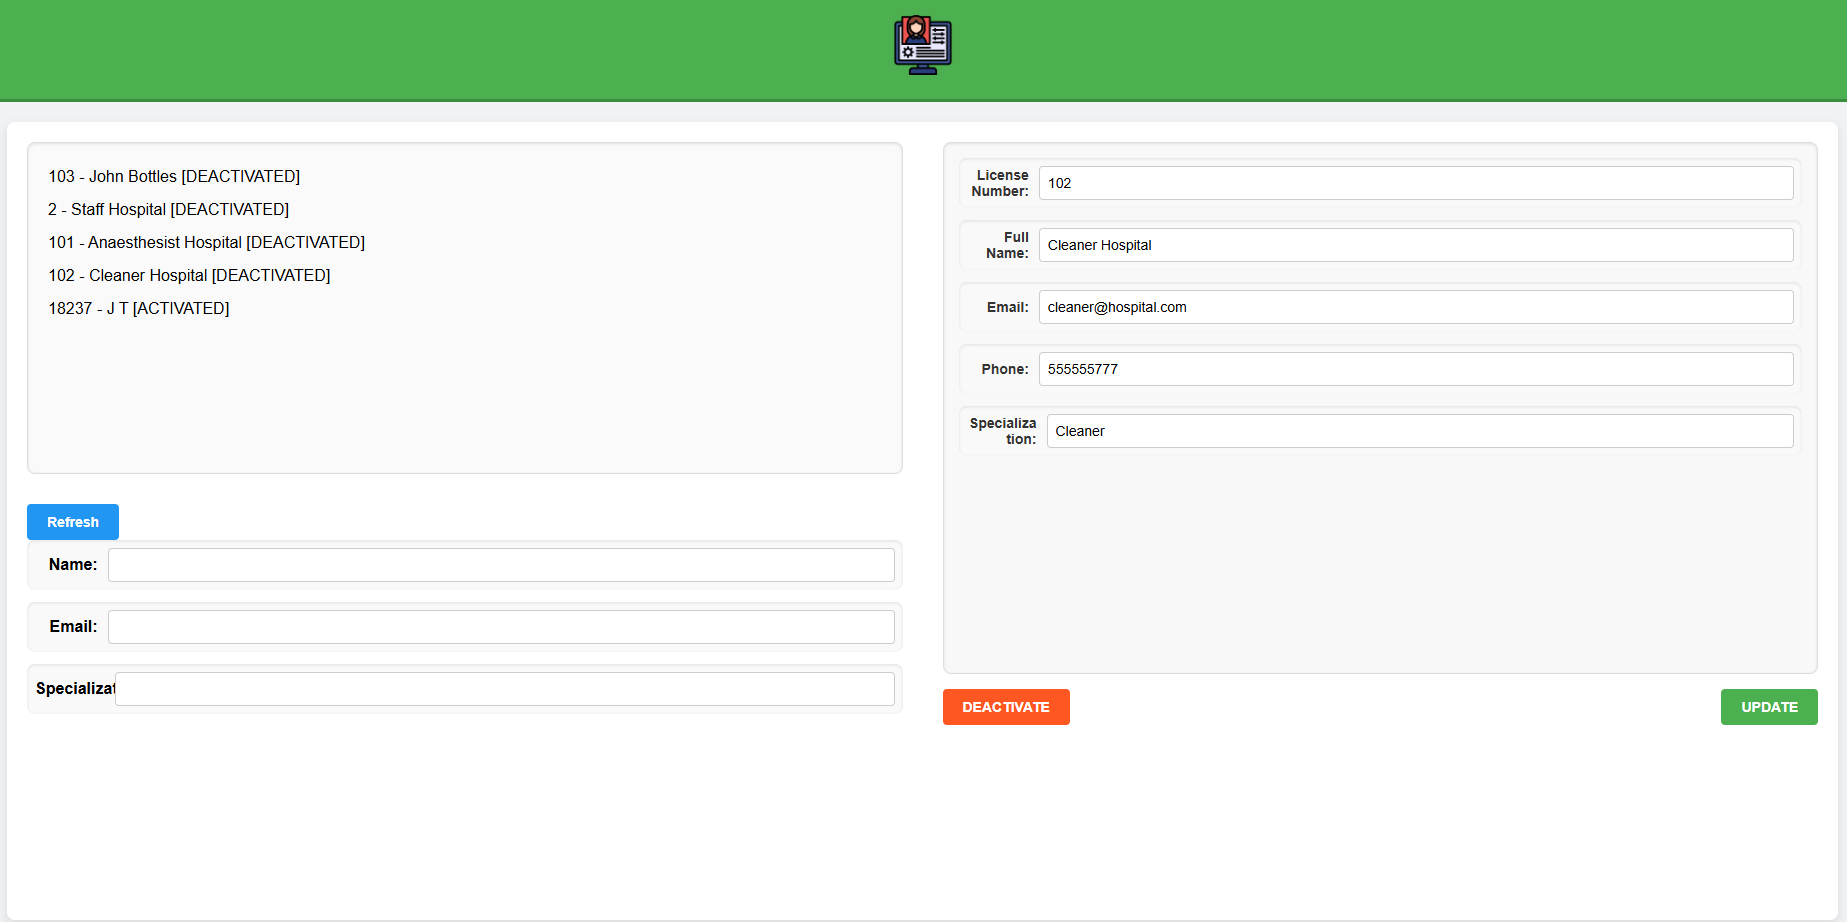 103 - John Bottles [DEACTIVATED]
2 - Staff Hospital [DEACTIVATED]
101 - Anaesthesist Hospital [DEACTIVATED]
102 - Cleaner Hospital [DEACTIVATED]
18237 - J T [ACTIVATED]
Refresh
Name:
Email:
Specializat
License
Number:
102
Full
Name:
Cleaner Hospital
Email:
cleaner@hospital.com
Phone:
555555777
Specializa
tion:
Cleaner
DEACTIVATE
UPDATE